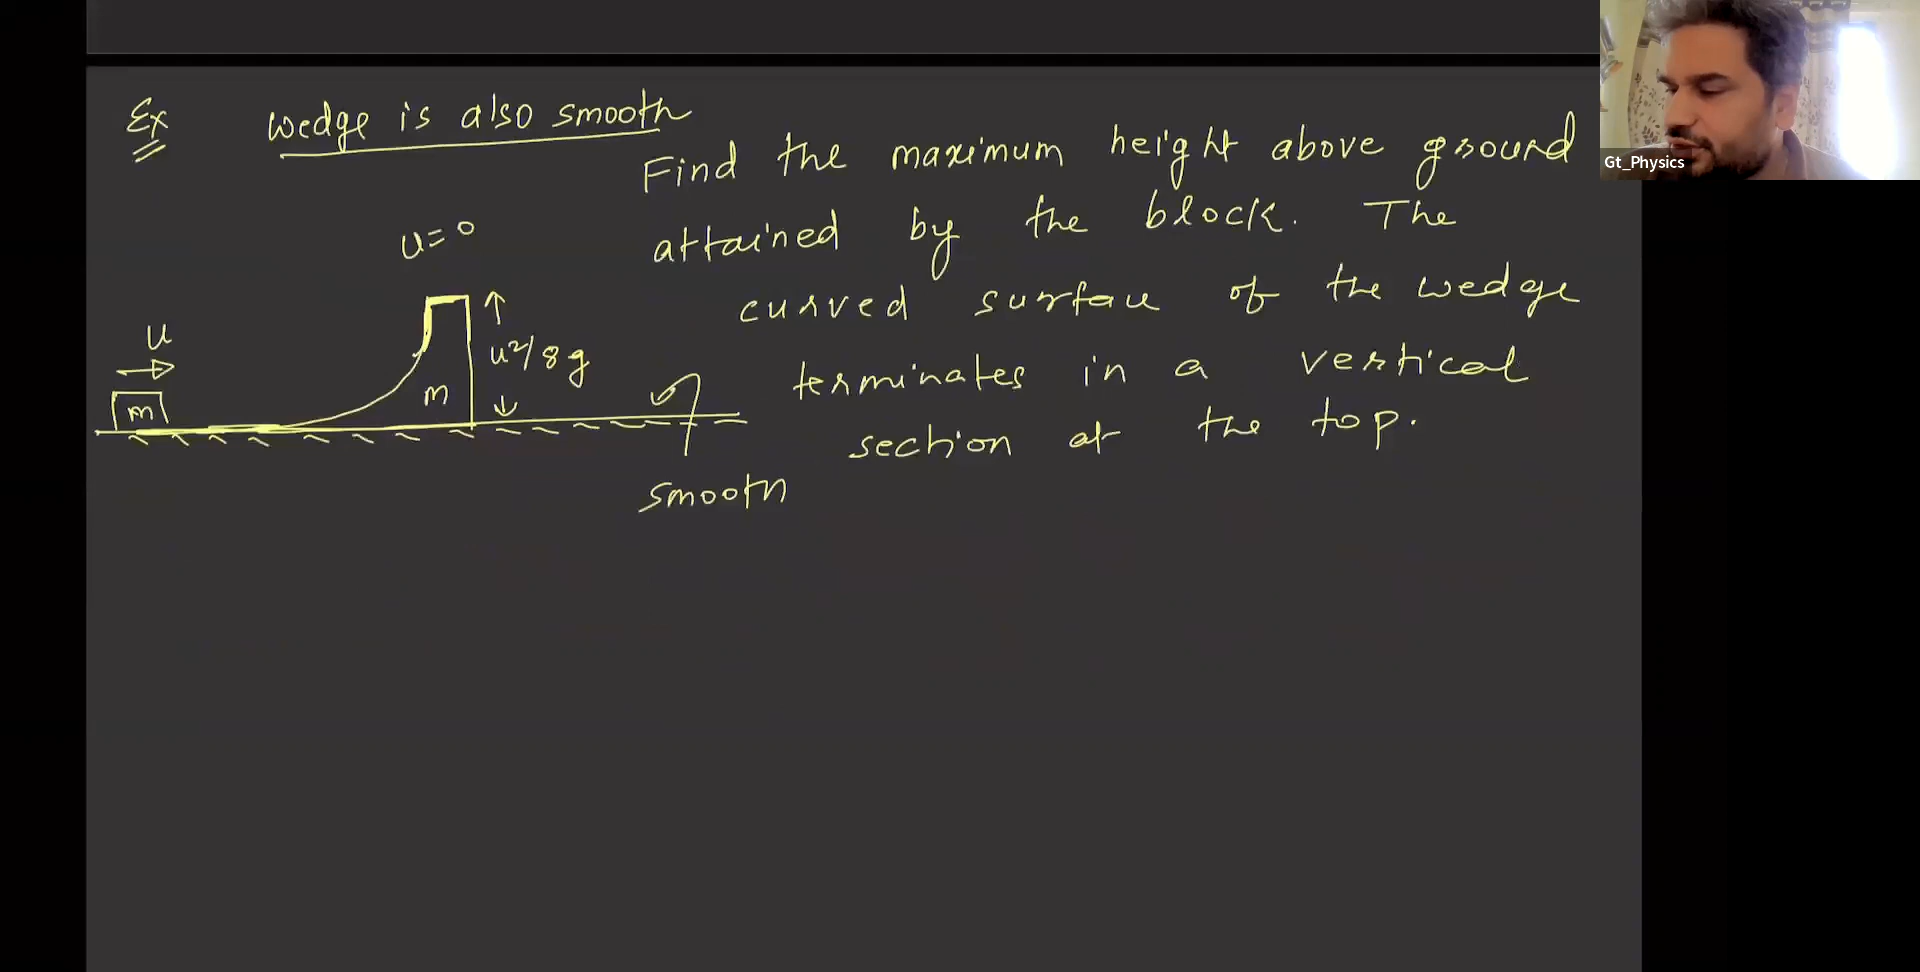 Ex wedge is also smooth
Find the maximum height above ground
attained by the block. The
curved surface of the wedge
terminates in a vertical
section at the top.
u=0
u
u²/8g
m
m
smooth
Gt_Physics